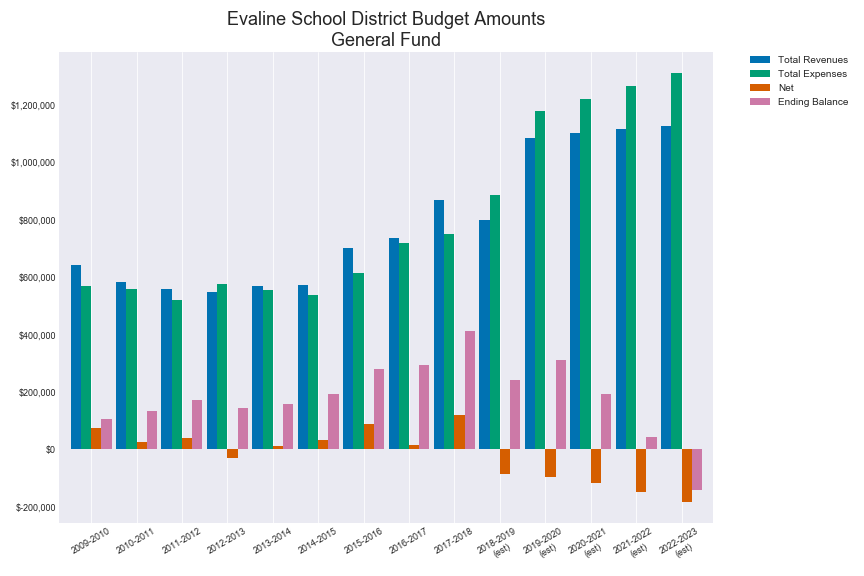 Evaline School District Budget Amounts
General Fund
Total Revenues
Total Expenses
Net
Ending Balance
$1,200,000
$1,000,000
$800,000
$600,000
$400,000
$200,000
$0
$-200,000
2009-2010
2010-2011
2011-2012
2012-2013
2013-2014
2014-2015
2015-2016
2016-2017
2017-2018
2018-2019
(est)
2019-2020
(est)
2020-2021
(est)
2021-2022
(est)
2022-2023
(est)